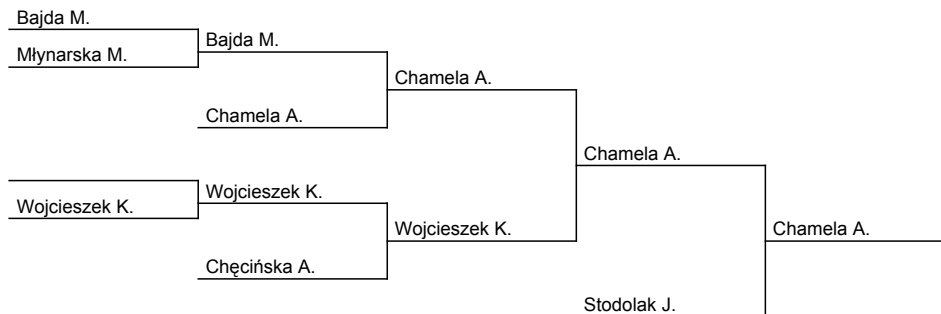 Bajda M.
Młynarska M.
Bajda M.
Chamela A.
Chamela A.
Wojcieszek K.
Wojcieszek K.
Chęcińska A.
Wojcieszek K.
Chamela A.
Stodolak J.
Chamela A.